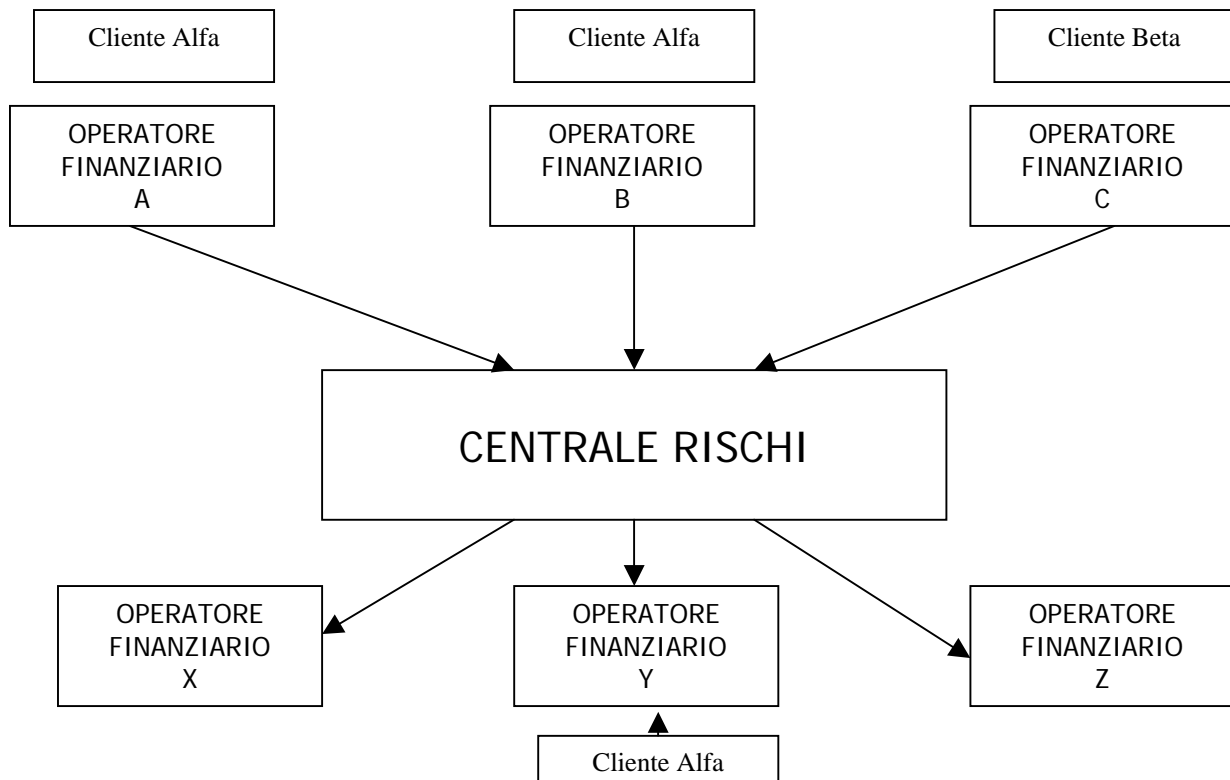 Cliente Alfa
Cliente Alfa
Cliente Beta
OPERATORE
FINANZIARIO
A
OPERATORE
FINANZIARIO
B
OPERATORE
FINANZIARIO
C
CENTRALE RISCHI
OPERATORE
FINANZIARIO
X
OPERATORE
FINANZIARIO
Y
OPERATORE
FINANZIARIO
Z
Cliente Alfa